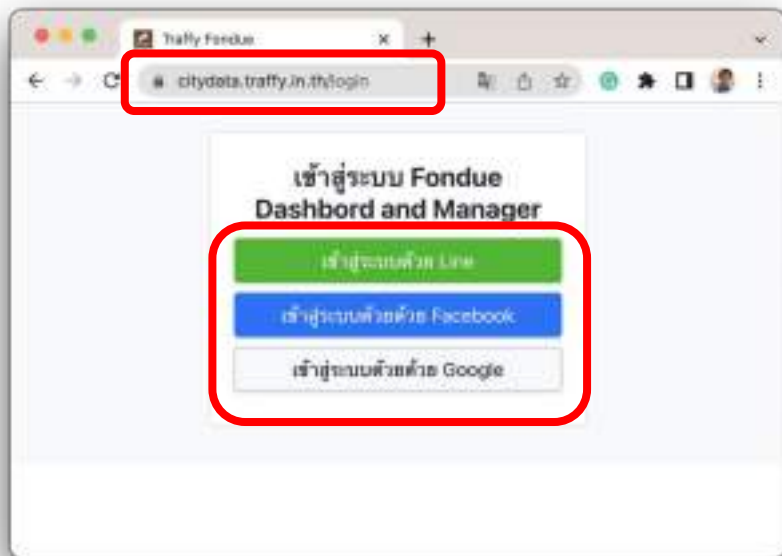 Traffy Fondue
citydata.traffy.in.th/login
เข้าสู่ระบบ Fondue
Dashbord and Manager
เข้าสู่ระบบด้วย Line
เข้าสู่ระบบด้วยด้วย Facebook
เข้าสู่ระบบด้วยด้วย Google